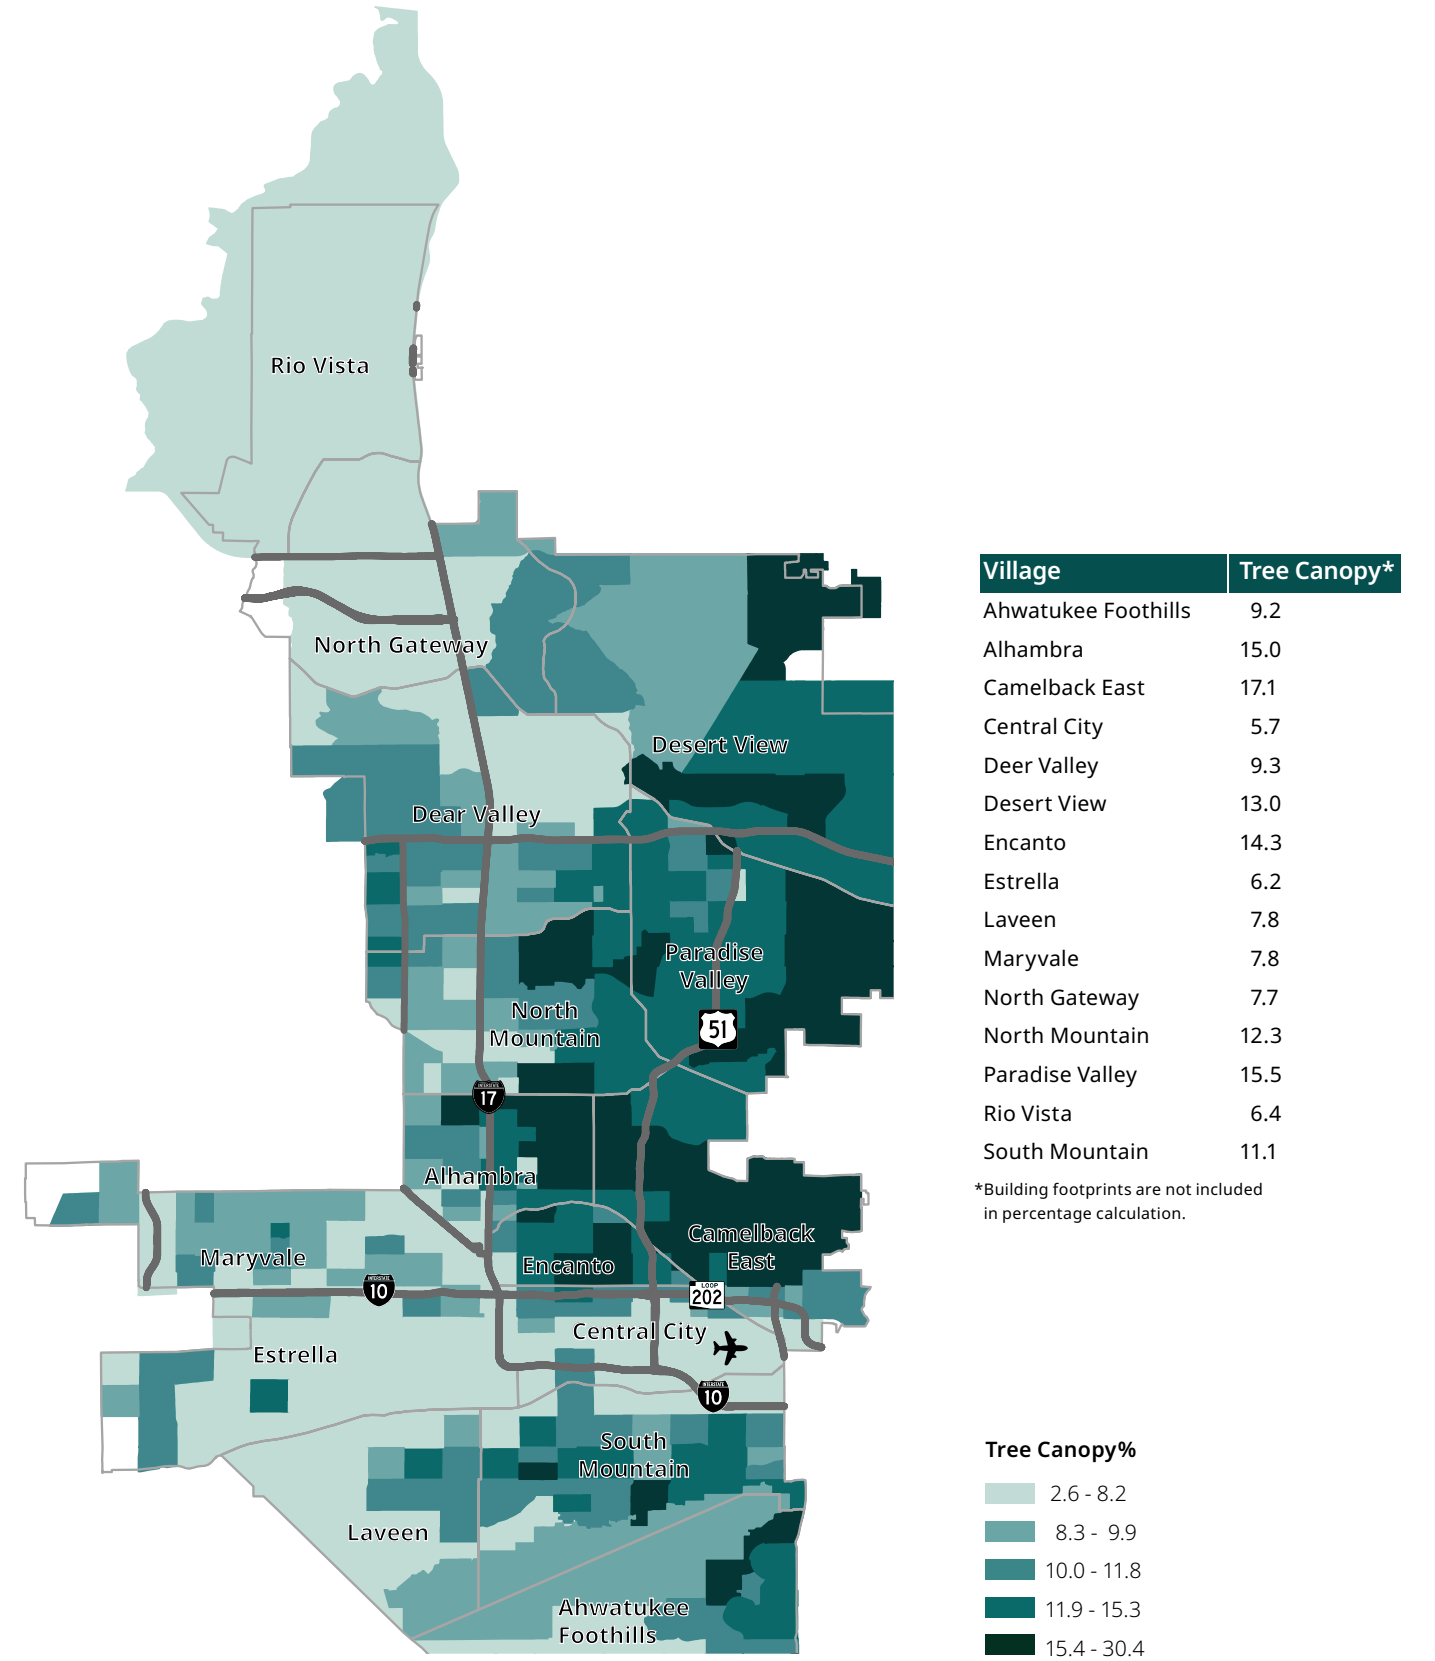 Rio Vista
North Gateway
Desert View
Dear Valley
Paradise
Valley
North
Mountain
51
INTERSTATE
17
Alhambra
Camelback
East
Maryvale
Encanto
INTERSTATE
10
LOOP
202
Central City
Estrella
INTERSTATE
10
South
Mountain
Laveen
Ahwatukee
Foothills
Village Tree Canopy*
Ahwatukee Foothills 9.2
Alhambra 15.0
Camelback East 17.1
Central City 5.7
Deer Valley 9.3
Desert View 13.0
Encanto 14.3
Estrella 6.2
Laveen 7.8
Maryvale 7.8
North Gateway 7.7
North Mountain 12.3
Paradise Valley 15.5
Rio Vista 6.4
South Mountain 11.1
*Building footprints are not included
in percentage calculation.
Tree Canopy%
2.6 - 8.2
8.3 - 9.9
10.0 - 11.8
11.9 - 15.3
15.4 - 30.4